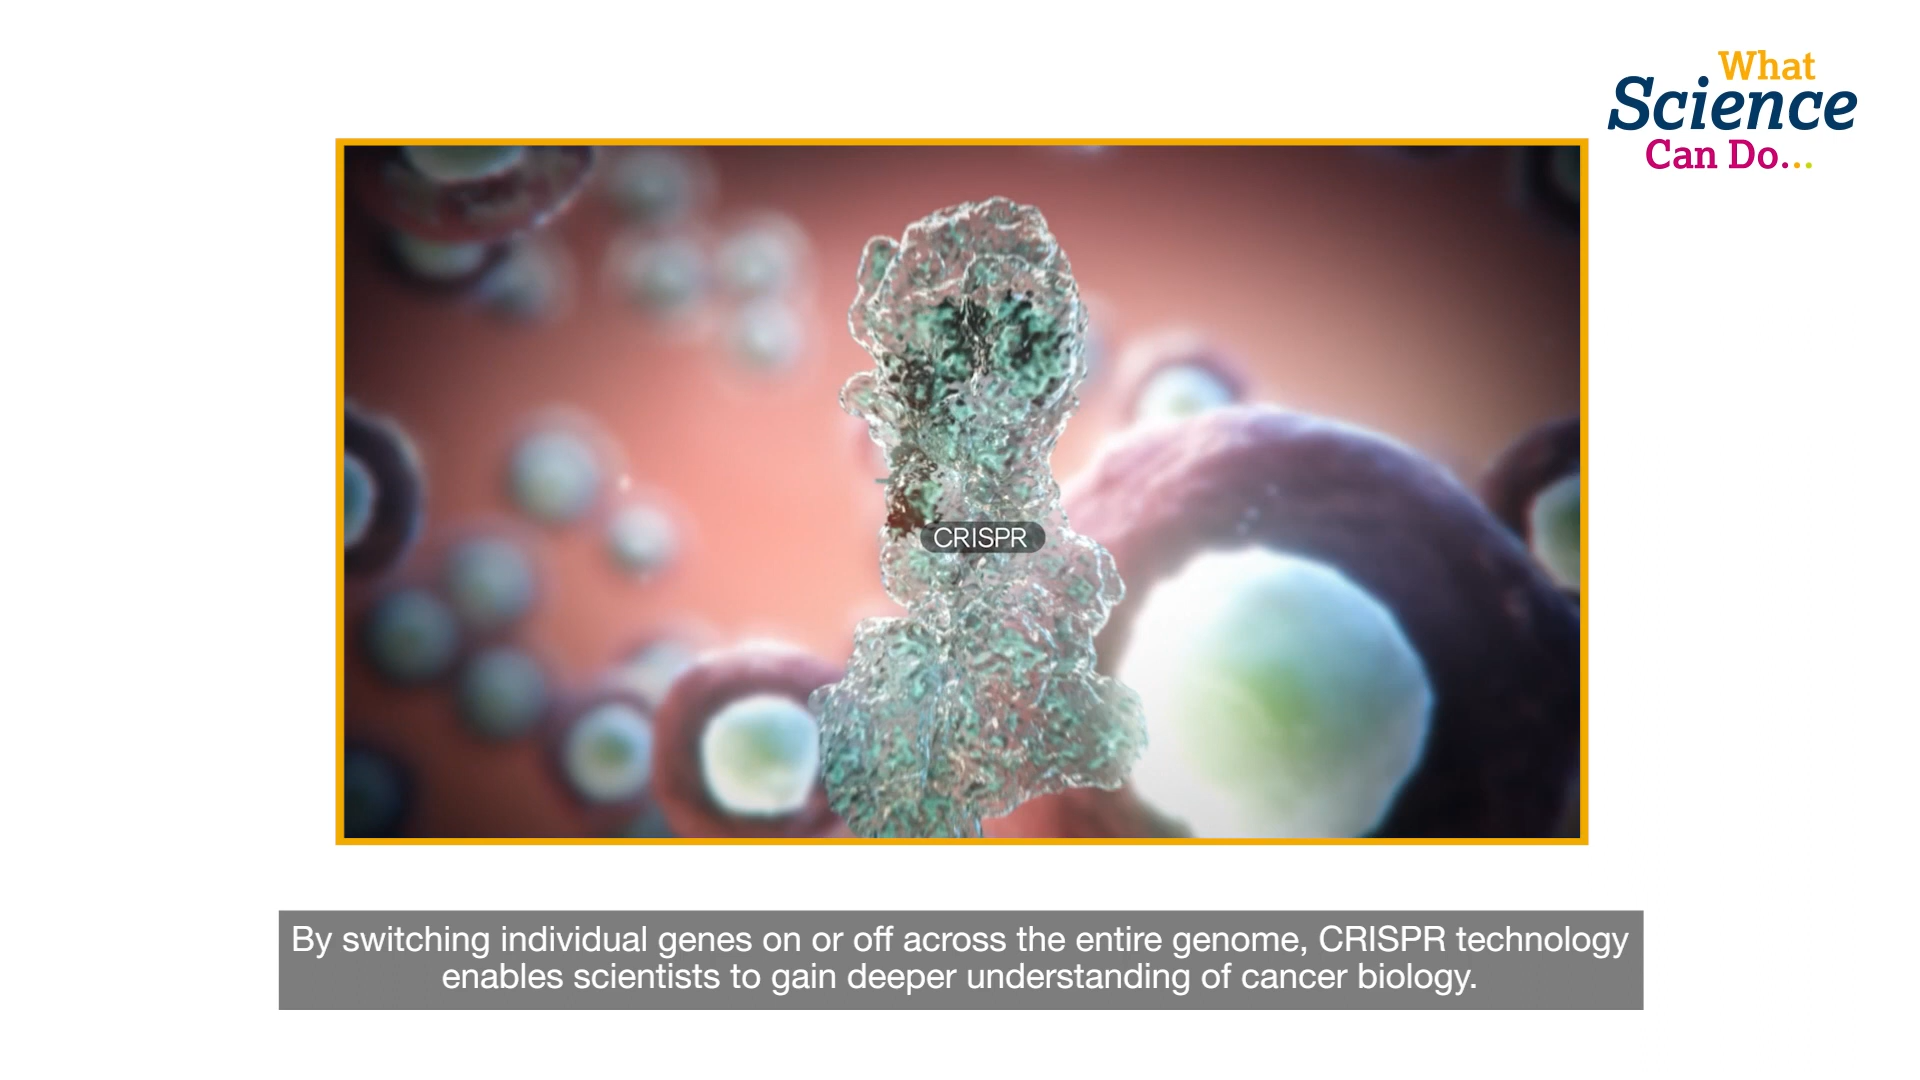 What
Science
Can Do...
CRISPR
By switching individual genes on or off across the entire genome, CRISPR technology
enables scientists to gain deeper understanding of cancer biology.